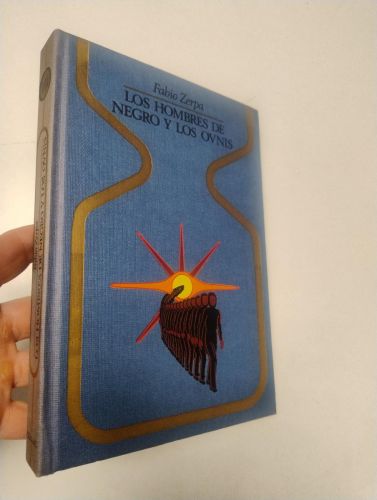 Fabio Zerpa
LOS HOMBRES DE
NEGRO Y LOS OVNIS